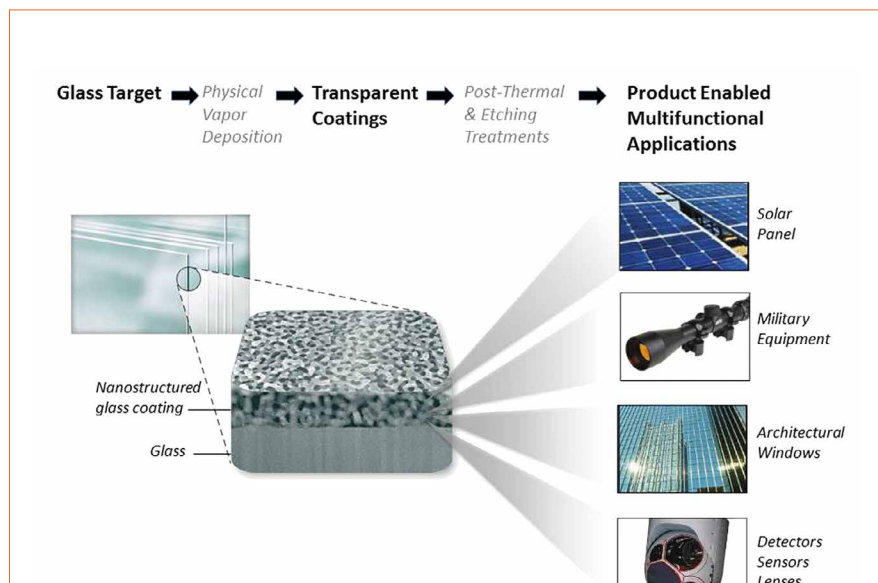 Glass Target
Physical
Vapor
Deposition
Transparent
Coatings
Post-Thermal
& Etching
Treatments
Product Enabled
Multifunctional
Applications
Solar
Panel
Military
Equipment
Nanostructured
glass coating
Glass
Architectural
Windows
Detectors
Sensors
Lenses